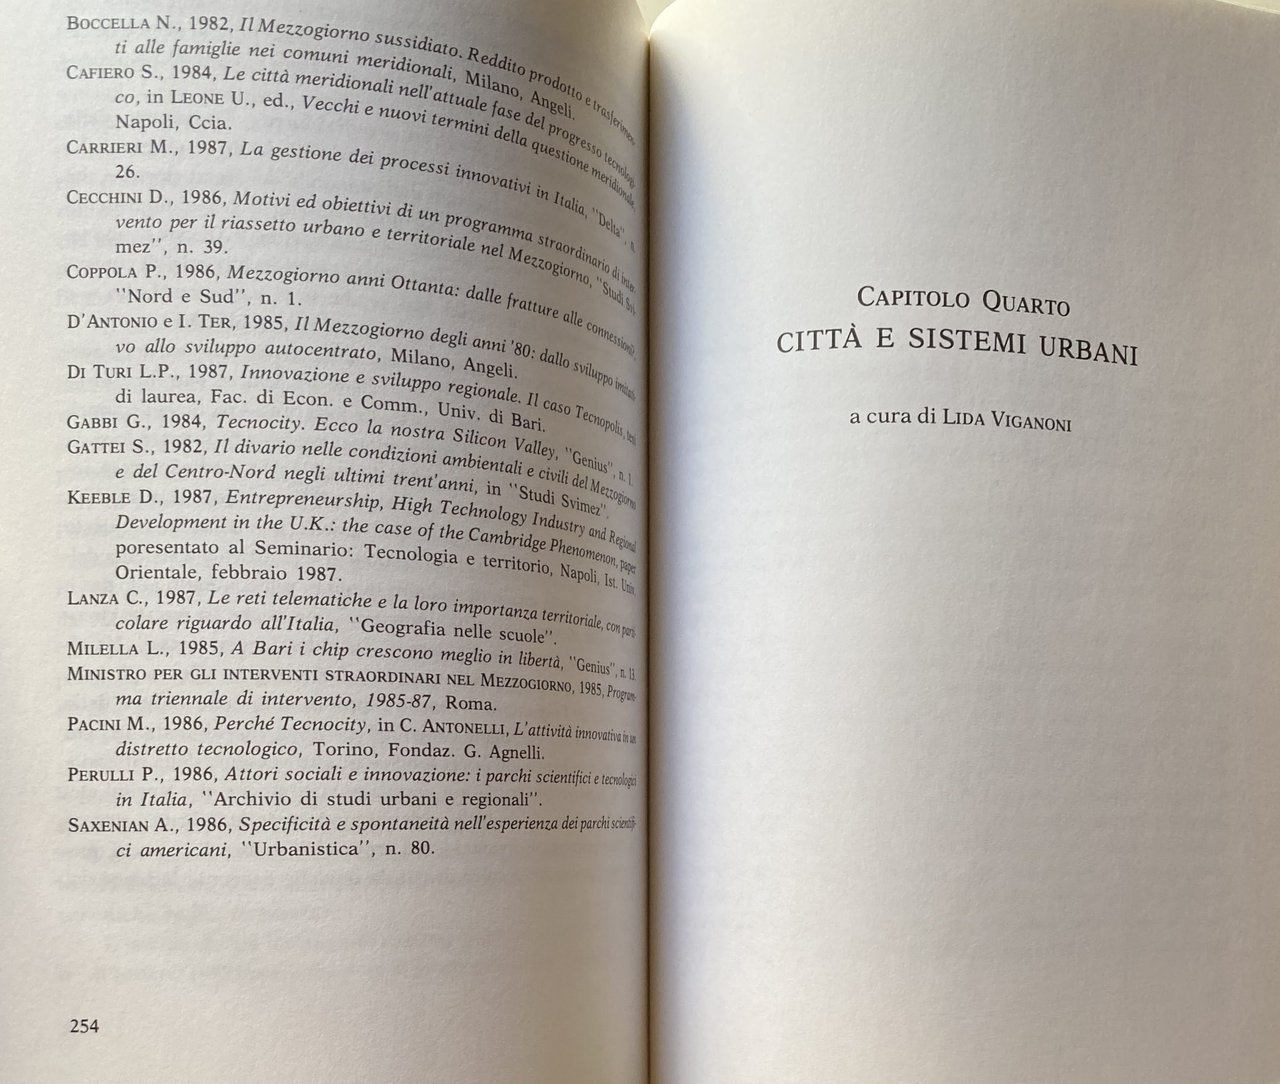 BOCCELLA N., 1982, Il Mezzogiorno sussidiato. Reddito prodotto e trasferimen-
ti alle famiglie nei comuni meridionali, Milano, Angeli.
CAFIERO S., 1984, Le città meridionali nell'attuale fase del progresso tecnologi-
co, in LEONE U., ed., Vecchi e nuovi termini della questione meridionale,
Napoli, Ccia.
CARRIERI M., 1987, La gestione dei processi innovativi in Italia, "Delta", n.
26.
CECCHINI D., 1986, Motivi ed obiettivi di un programma straordinario di inter-
vento per il riassetto urbano e territoriale nel Mezzogiorno, "Studi Svi-
mez", n. 39.
COPPOLA P., 1986, Mezzogiorno anni Ottanta: dalle fratture alle connessioni?,
"Nord e Sud", n. 1.
D'ANTONIO e I. TER, 1985, Il Mezzogiorno degli anni '80: dallo sviluppo imitati-
vo allo sviluppo autocentrato, Milano, Angeli.
DI TURI L.P., 1987, Innovazione e sviluppo regionale. Il caso Tecnopolis, tesi
di laurea, Fac. di Econ. e Comm., Univ. di Bari.
GABBI G., 1984, Tecnocity. Ecco la nostra Silicon Valley, "Genius", n. 1.
GATTEI S., 1982, Il divario nelle condizioni ambientali e civili del Mezzogiorno
e del Centro-Nord negli ultimi trent'anni, in "Studi Svimez".
KEEBLE D., 1987, Entrepreneurship, High Technology Industry and Regional
Development in the U.K.: the case of the Cambridge Phenomenon, paper
poresentato al Seminario: Tecnologia e territorio, Napoli, Ist. Univ.
Orientale, febbraio 1987.
LANZA C., 1987, Le reti telematiche e la loro importanza territoriale, con parti-
colare riguardo all'Italia, "Geografia nelle scuole".
MILELLA L., 1985, A Bari i chip crescono meglio in libertà, "Genius", n. 13.
MINISTRO PER GLI INTERVENTI STRAORDINARI NEL MEZZOGIORNO, 1985, Program-
ma triennale di intervento, 1985-87, Roma.
PACINI M., 1986, Perché Tecnocity, in C. ANTONELLI, L'attività innovativa in un
distretto tecnologico, Torino, Fondaz. G. Agnelli.
PERULLI P., 1986, Attori sociali e innovazione: i parchi scientifici e tecnologici
in Italia, "Archivio di studi urbani e regionali".
SAXENIAN A., 1986, Specificità e spontaneità nell'esperienza dei parchi scientifi-
ci americani, "Urbanistica", n. 80.
254
CAPITOLO QUARTO
CITTÀ E SISTEMI URBANI
a cura di LIDA VIGANONI